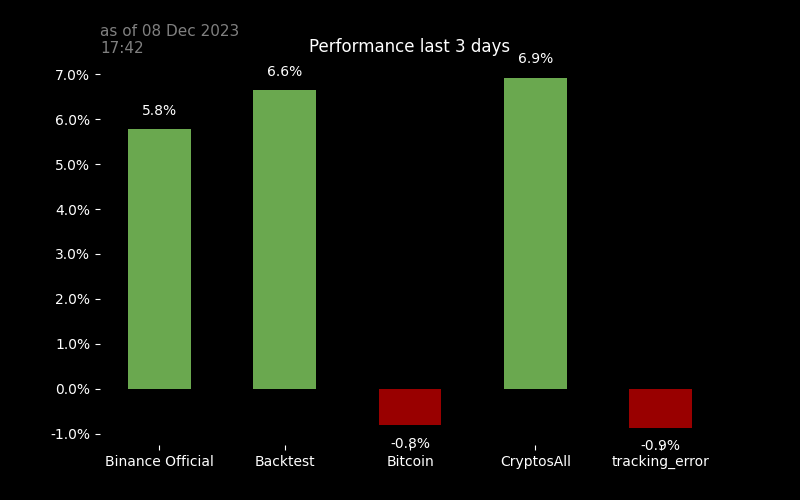 as of 08 Dec 2023
17:42
Performance last 3 days
7.0%
6.0%
5.0%
4.0%
3.0%
2.0%
1.0%
0.0%
-1.0%
5.8%
6.6%
-0.8%
6.9%
-0.9%
Binance Official
Backtest
Bitcoin
CryptosAll
tracking_error